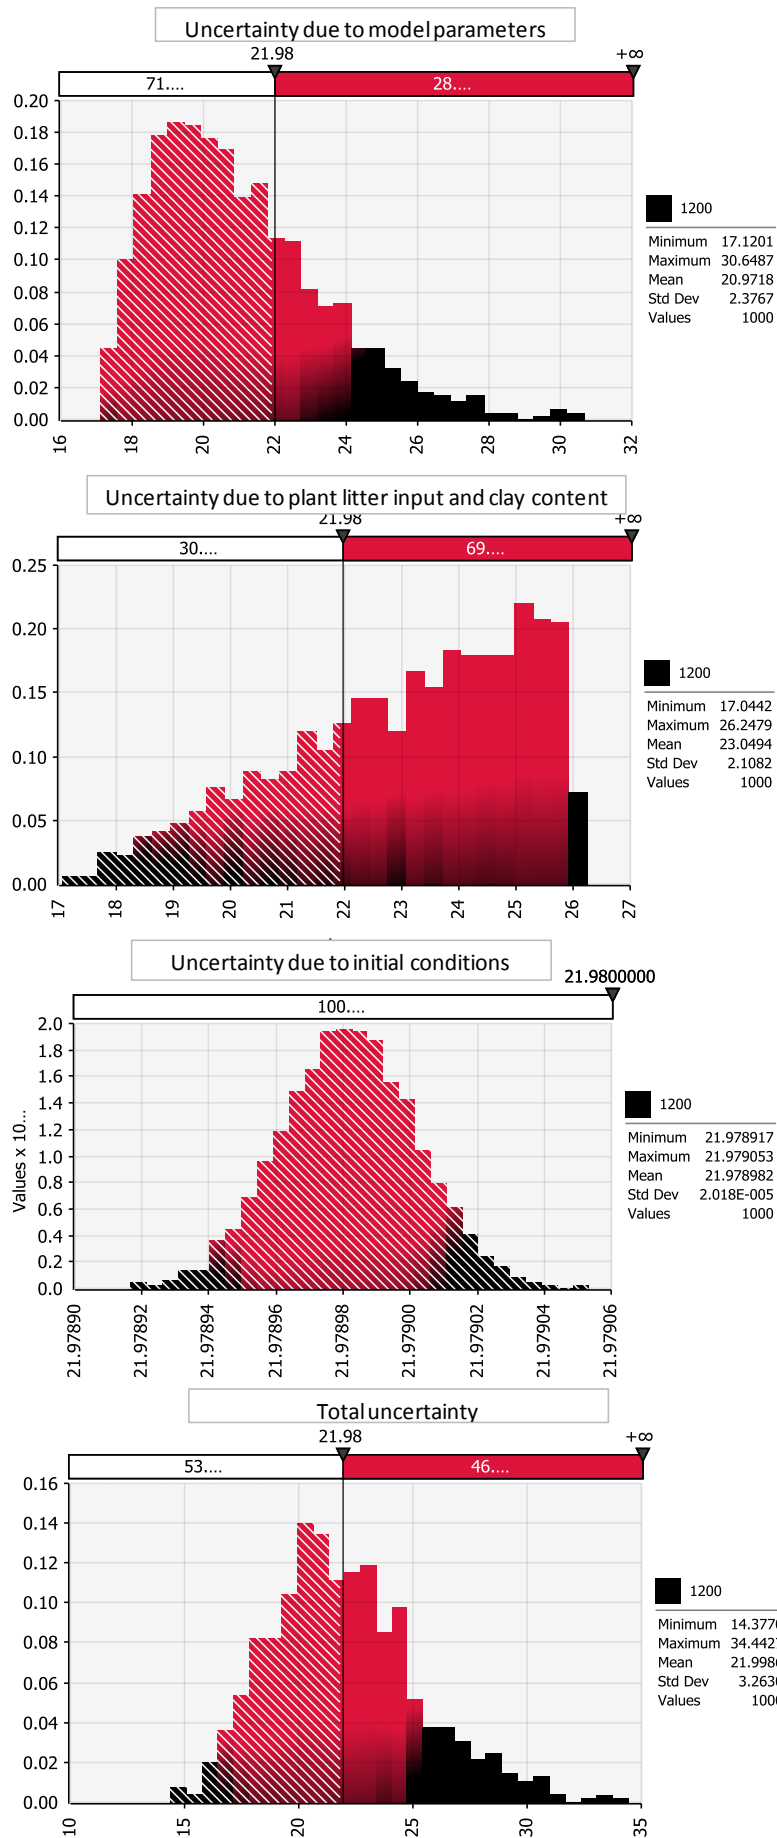 Uncertainty due to model parameters
21.98 +∞
71.... 28....
0.20
0.18
0.16
0.14
0.12
0.10
0.08
0.06
0.04
0.02
0.00
16 18 20 22 24 26 28 30 32
1200
Minimum 17.1201
Maximum 30.6487
Mean 20.9718
Std Dev 2.3767
Values 1000
Uncertainty due to plant litter input and clay content
21.98 +∞
30.... 69....
0.25
0.20
0.15
0.10
0.05
0.00
17 18 19 20 21 22 23 24 25 26 27
1200
Minimum 17.0442
Maximum 26.2479
Mean 23.0494
Std Dev 2.1082
Values 1000
Uncertainty due to initial conditions
21.9800000
100....
Values x 10...
2.0
1.8
1.6
1.4
1.2
1.0
0.8
0.6
0.4
0.2
0.0
21.97890 21.97892 21.97894 21.97896 21.97898 21.97900 21.97902 21.97904 21.97906
1200
Minimum 21.978917
Maximum 21.979053
Mean 21.978982
Std Dev 2.018E-005
Values 1000
Total uncertainty
21.98 +∞
53.... 46....
0.16
0.14
0.12
0.10
0.08
0.06
0.04
0.02
0.00
10 15 20 25 30 35
1200
Minimum 14.377
Maximum 34.442
Mean 21.998
Std Dev 3.263
Values 100